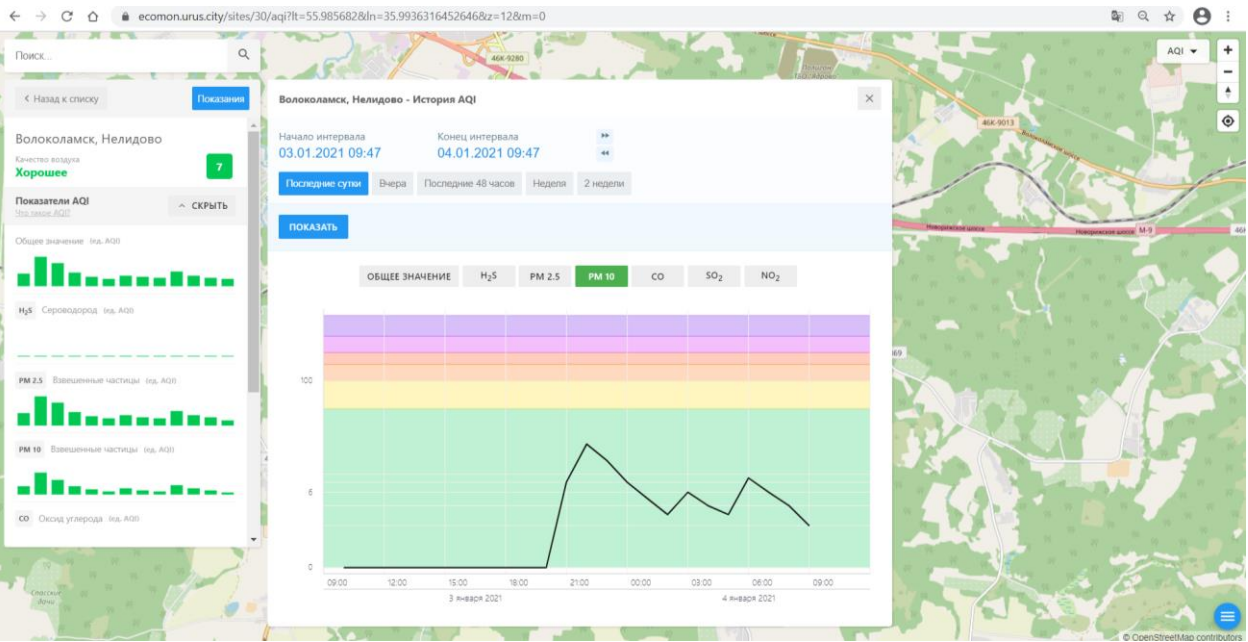 ecomon.urus.city/sites/30/aqi?lt=55.985682&ln=35.9936316452646&z=12&m=0
Поиск...
46К-9280
AQI
< Назад к списку
Показания
Волоколамск, Нелидово - История AQI
46К-9013
Волоколамск, Нелидово
Качество воздуха
Хорошее
7
Начало интервала
Конец интервала
03.01.2021 09:47
04.01.2021 09:47
Последние сутки
Вчера
Последние 48 часов
Неделя
2 недели
Показатели AQI
Что такое AQI?
СКРЫТЬ
ПОКАЗАТЬ
Новорижское шоссе
Новорижское шоссе
М-9
Общее значение (ед. AQI)
ОБЩЕЕ ЗНАЧЕНИЕ
H2S
PM 2.5
PM 10
CO
SO2
NO2
H2S Сероводород (ед. AQI)
PM 2.5 Взвешенные частицы (ед. AQI)
100
PM 10 Взвешенные частицы (ед. AQI)
6
CO Оксид углерода (ед. AQI)
0
09:00
12:00
15:00
18:00
21:00
00:00
03:00
06:00
09:00
3 января 2021
4 января 2021
Спасские
дачи
© OpenStreetMap contributors